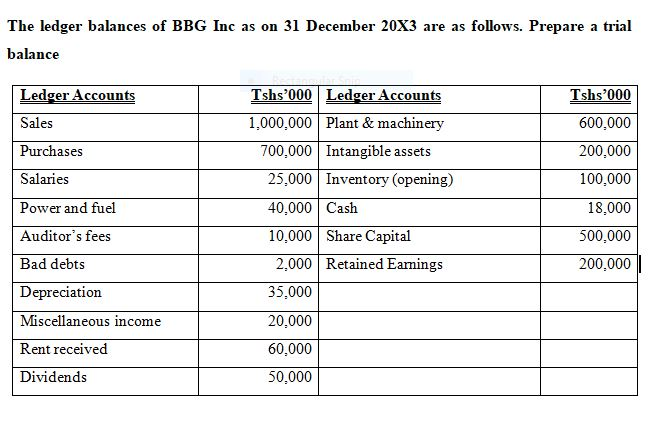 The ledger balances of BBG Inc as on 31 December 20X3 are as follows. Prepare a trial
balance
Rectangular Snip
Ledger Accounts Tshs'000 Ledger Accounts Tshs'000
Sales 1,000,000 Plant & machinery 600,000
Purchases 700,000 Intangible assets 200,000
Salaries 25,000 Inventory (opening) 100,000
Power and fuel 40,000 Cash 18,000
Auditor's fees 10,000 Share Capital 500,000
Bad debts 2,000 Retained Earnings 200,000
Depreciation 35,000
Miscellaneous income 20,000
Rent received 60,000
Dividends 50,000